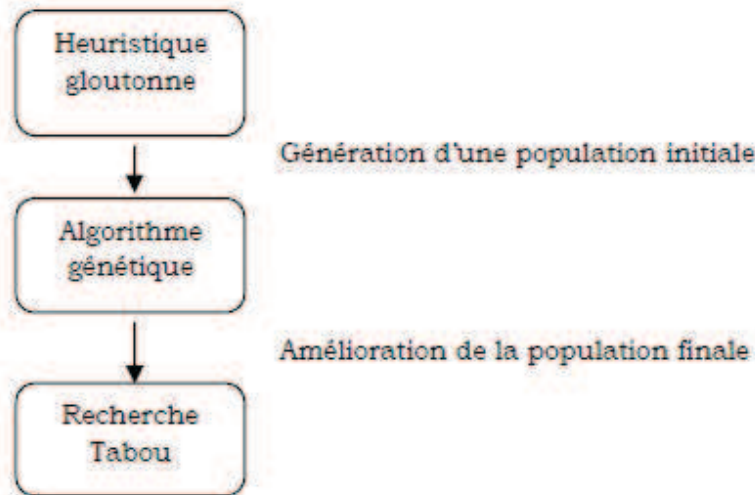 Heuristique
gloutonne
Génération d'une population initiale
Algorithme
génétique
Amélioration de la population finale
Recherche
Tabou